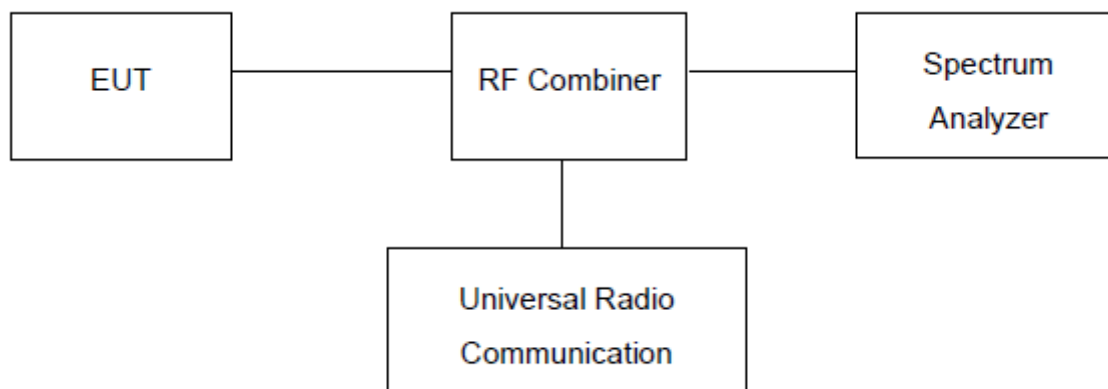 EUT
RF Combiner
Spectrum
Analyzer
Universal Radio
Communication